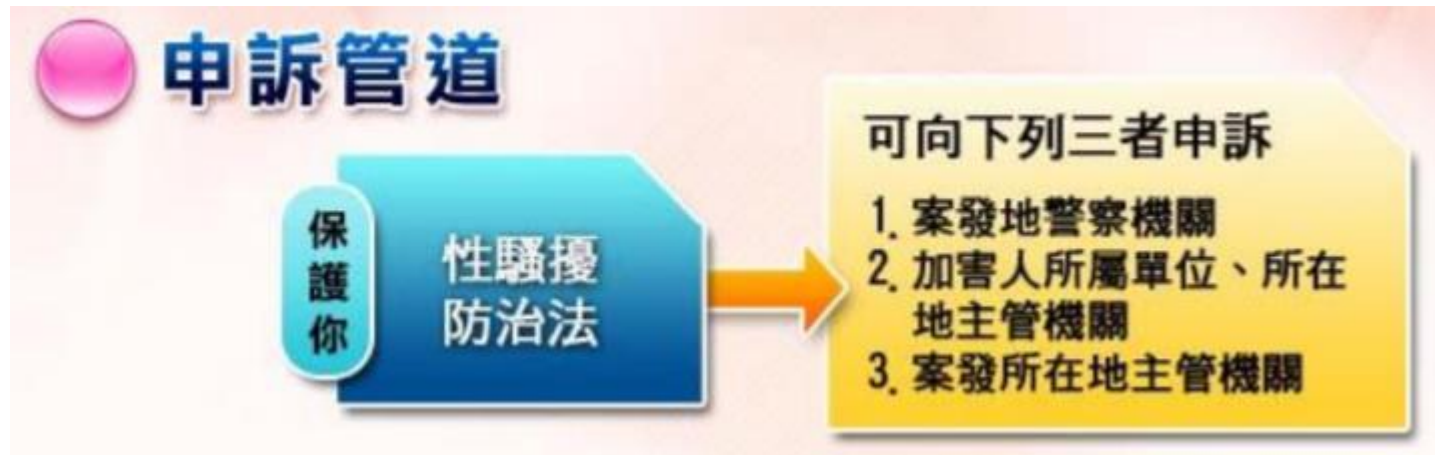 申訴管道
保護你
性騷擾
防治法
可向下列三者申訴
1. 案發地警察機關
2. 加害人所屬單位、所在
地主管機關
3. 案發所在地主管機關